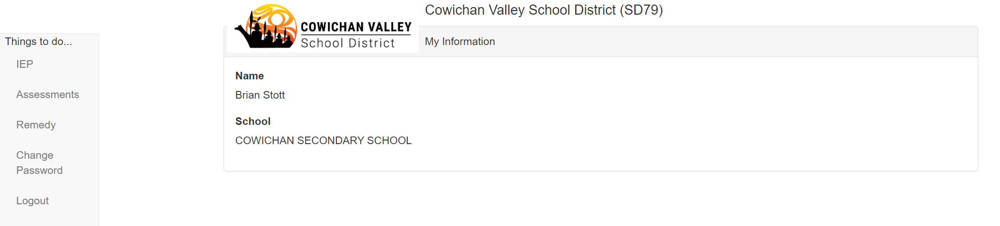 COWICHAN VALLEY
School District
Cowichan Valley School District (SD79)
Things to do...
IEP
Assessments
Remedy
Change
Password
Logout
My Information
Name
Brian Stott
School
COWICHAN SECONDARY SCHOOL